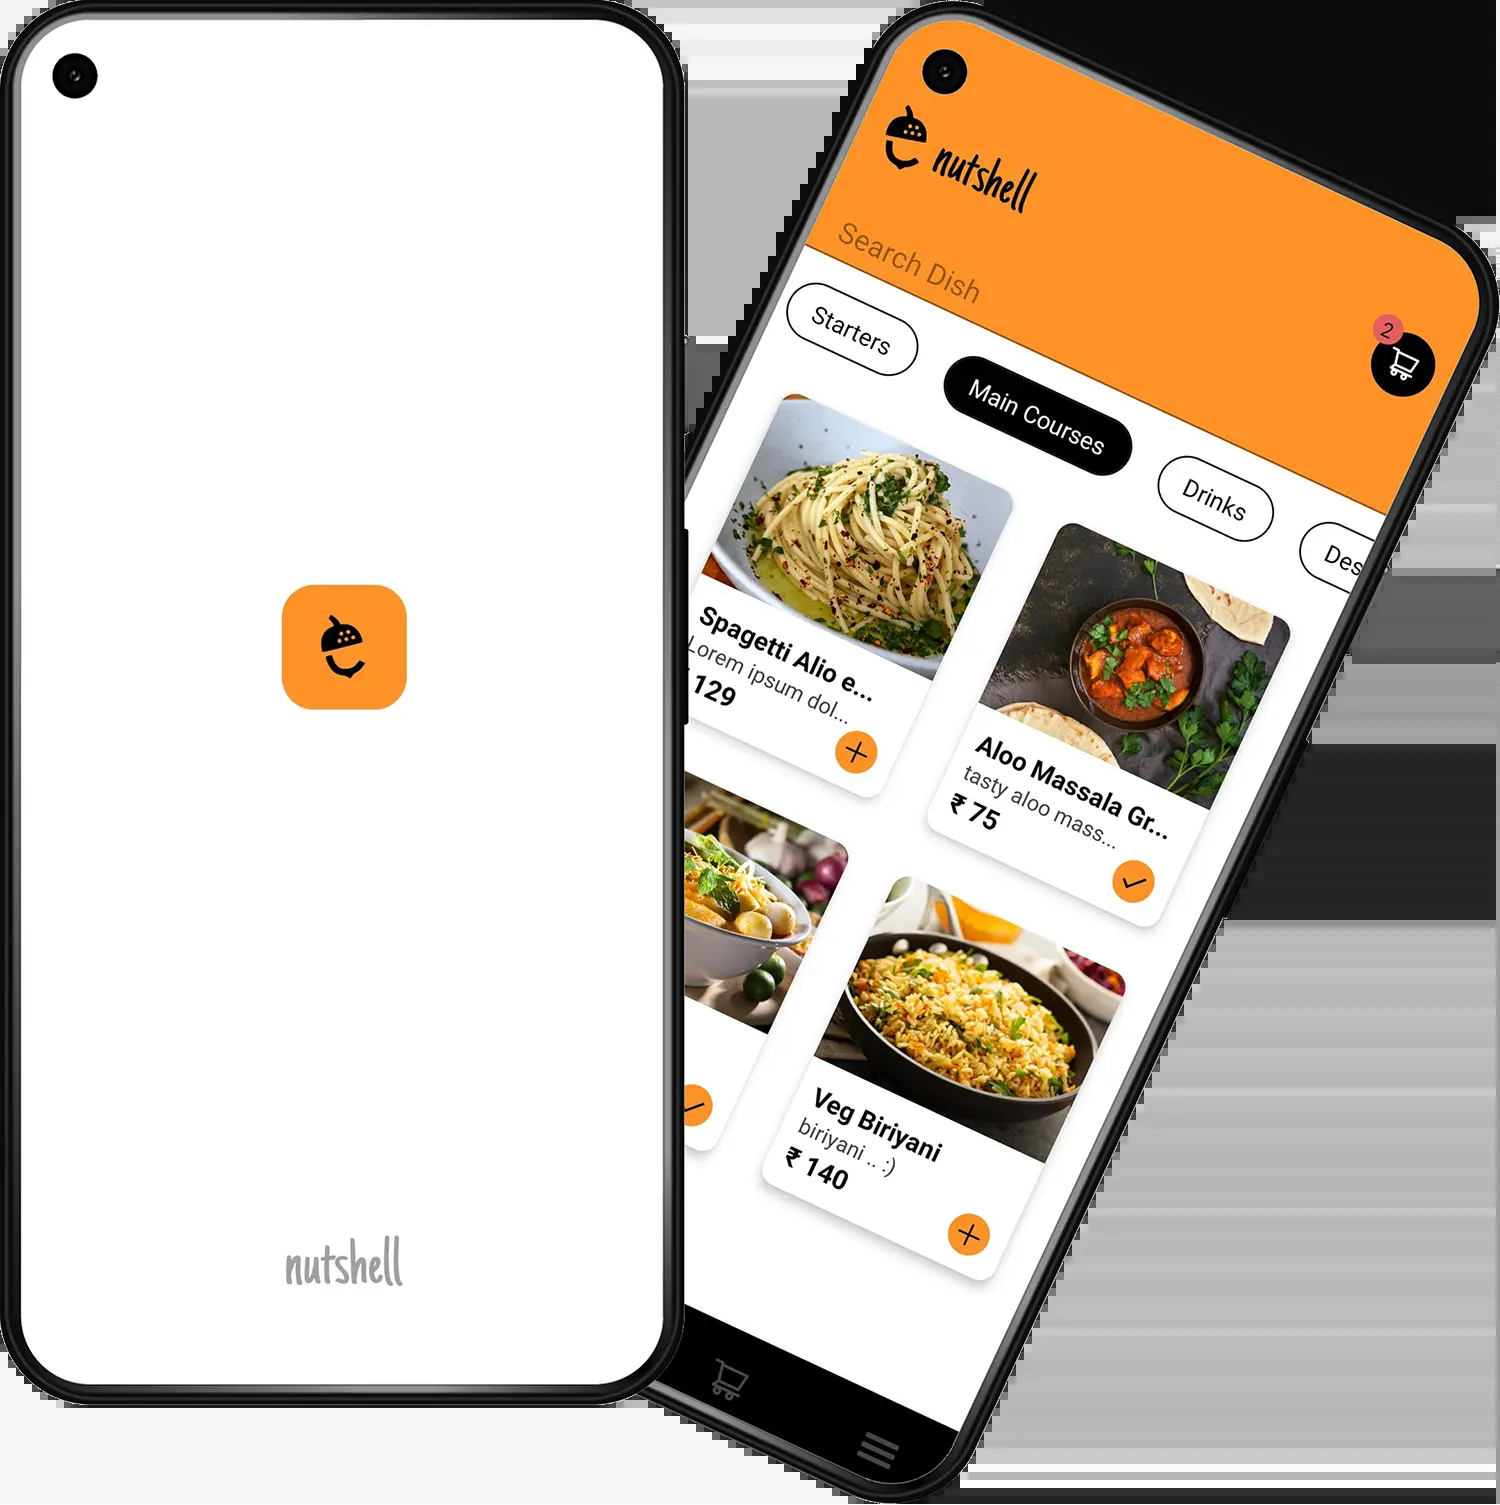 nutshell
nutshell
Search Dish
2
Starters
Main Courses
Drinks
Des
Spagetti Alio e...
Lorem ipsum dol...
129
Aloo Massala Gr...
tasty aloo mass...
₹ 75
Veg Biriyani
biriyani .. :)
₹ 140